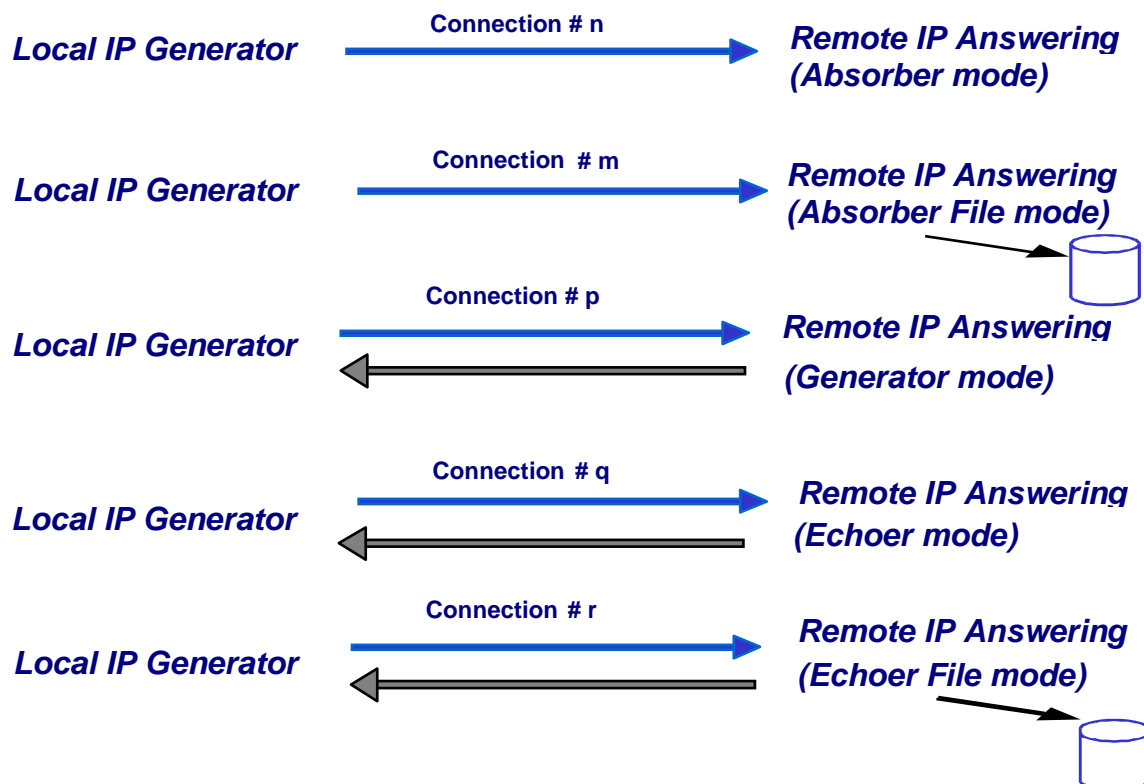 Connection # n
Local IP Generator
Remote IP Answering
(Absorber mode)
Connection # m
Local IP Generator
Remote IP Answering
(Absorber File mode)
Connection # p
Local IP Generator
Remote IP Answering
(Generator mode)
Connection # q
Local IP Generator
Remote IP Answering
(Echoer mode)
Connection # r
Local IP Generator
Remote IP Answering
(Echoer File mode)